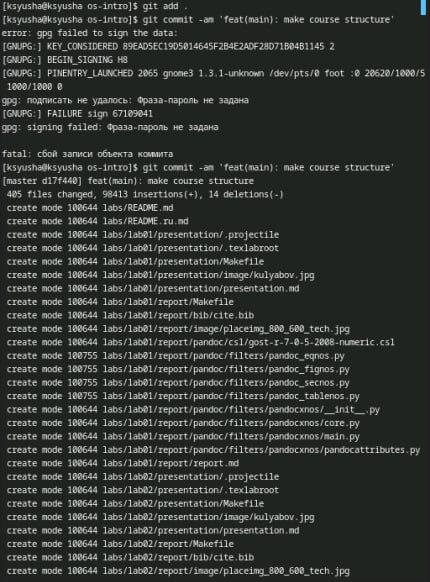 [ksyusha@ksyusha os-intro]$ git add .
[ksyusha@ksyusha os-intro]$ git commit -am 'feat(main): make course structure'
error: gpg failed to sign the data:
[GNUPG:] KEY_CONSIDERED 89EAD5EC19D5014645F2B4E2ADF28D71B04B1145 2
[GNUPG:] BEGIN_SIGNING H8
[GNUPG:] PINENTRY_LAUNCHED 2065 gnome3 1.3.1-unknown /dev/pts/0 foot :0 20620/1000/5
1000/1000 0
gpg: подписать не удалось: Фраза-пароль не задана
[GNUPG:] FAILURE sign 67109041
gpg: signing failed: Фраза-пароль не задана
fatal: сбой записи объекта коммита
[ksyusha@ksyusha os-intro]$ git commit -am 'feat(main): make course structure'
[master d17f440] feat(main): make course structure
405 files changed, 98413 insertions(+), 14 deletions(-)
create mode 100644 labs/README.md
create mode 100644 labs/README.ru.md
create mode 100644 labs/lab01/presentation/.projectile
create mode 100644 labs/lab01/presentation/.texlabroot
create mode 100644 labs/lab01/presentation/Makefile
create mode 100644 labs/lab01/presentation/image/kulyabov.jpg
create mode 100644 labs/lab01/presentation/presentation.md
create mode 100644 labs/lab01/report/Makefile
create mode 100644 labs/lab01/report/bib/cite.bib
create mode 100644 labs/lab01/report/image/placeimg_800_600_tech.jpg
create mode 100644 labs/lab01/report/pandoc/csl/gost-r-7-0-5-2008-numeric.csl
create mode 100755 labs/lab01/report/pandoc/filters/pandoc_eqnos.py
create mode 100755 labs/lab01/report/pandoc/filters/pandoc_fignos.py
create mode 100755 labs/lab01/report/pandoc/filters/pandoc_secnos.py
create mode 100755 labs/lab01/report/pandoc/filters/pandoc_tablenos.py
create mode 100644 labs/lab01/report/pandoc/filters/pandocxnos/__init__.py
create mode 100644 labs/lab01/report/pandoc/filters/pandocxnos/core.py
create mode 100644 labs/lab01/report/pandoc/filters/pandocxnos/main.py
create mode 100644 labs/lab01/report/pandoc/filters/pandocxnos/pandocattributes.py
create mode 100644 labs/lab01/report/report.md
create mode 100644 labs/lab02/presentation/.projectile
create mode 100644 labs/lab02/presentation/.texlabroot
create mode 100644 labs/lab02/presentation/Makefile
create mode 100644 labs/lab02/presentation/image/kulyabov.jpg
create mode 100644 labs/lab02/presentation/presentation.md
create mode 100644 labs/lab02/report/Makefile
create mode 100644 labs/lab02/report/bib/cite.bib
create mode 100644 labs/lab02/report/image/placeimg_800_600_tech.jpg